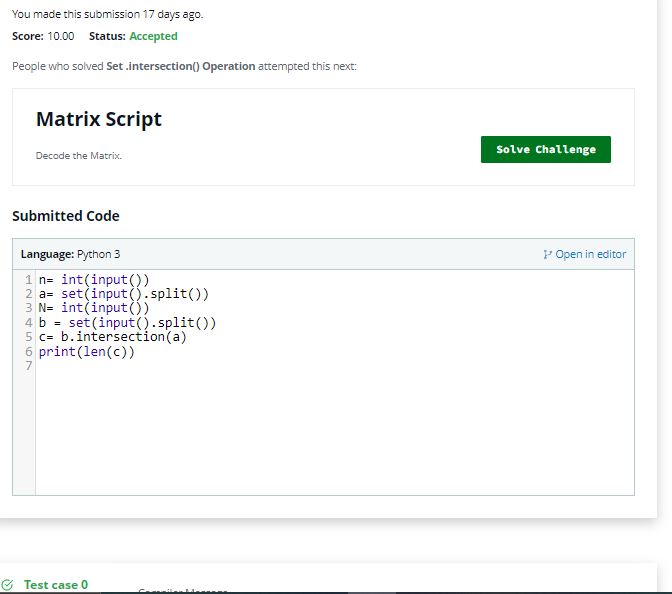 You made this submission 17 days ago.
Score: 10.00 Status: Accepted
People who solved Set .intersection() Operation attempted this next:
Matrix Script
Decode the Matrix.
Solve Challenge
Submitted Code
Language: Python 3
Open in editor
1 n= int(input())
2 a= set(input().split())
3 N= int(input())
4 b = set(input().split())
5 c= b.intersection(a)
6 print(len(c))
7
Test case 0
Compiler Message